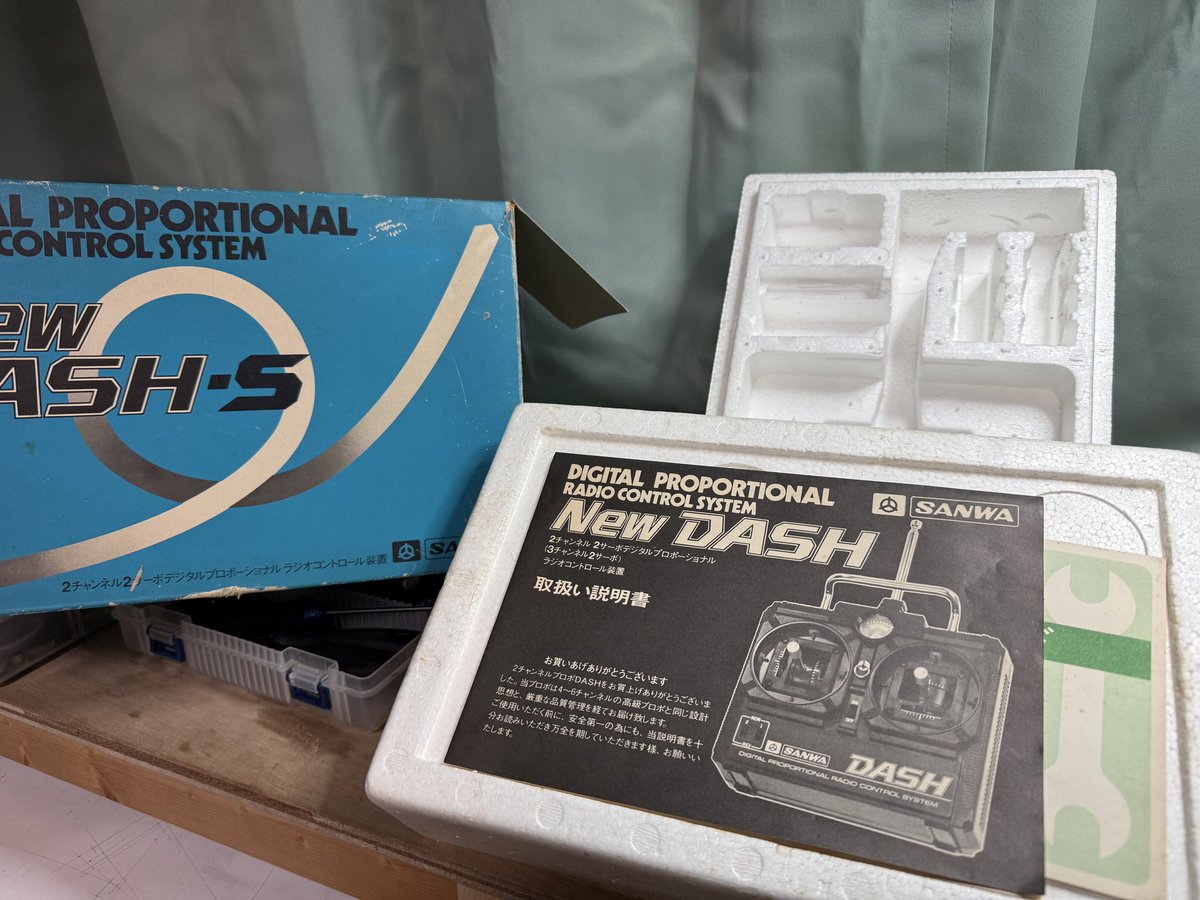 AL PROPORTIONAL
CONTROL SYSTEM
ew
ASH-S
SANWA
2チャンネル2サーボデジタルプロポーショナル ラジオコントロール装置
DIGITAL PROPORTIONAL
RADIO CONTROL SYSTEM
SANWA
New DASH
2チャンネル 2サーボデジタルプロポーショナル
(3チャンネル2サーボ)
ラジオコントロール装置
取扱い説明書
お買いあげありがとうございます
2チャンネルプロポDASHをお買上げありがとうございま
した。当プロポは4〜6チャンネルの高級プロポと同じ設計
思想と、厳重な品質管理を経てお届け致します。
ご使用いただく前に、安全第一の為にも、当説明書を十
分お読みいただき万全を期していただきます様、お願いい
たします。
OFF
SANWA
DASH
DIGITAL PROPORTIONAL RADIO CONTROL SYSTEM